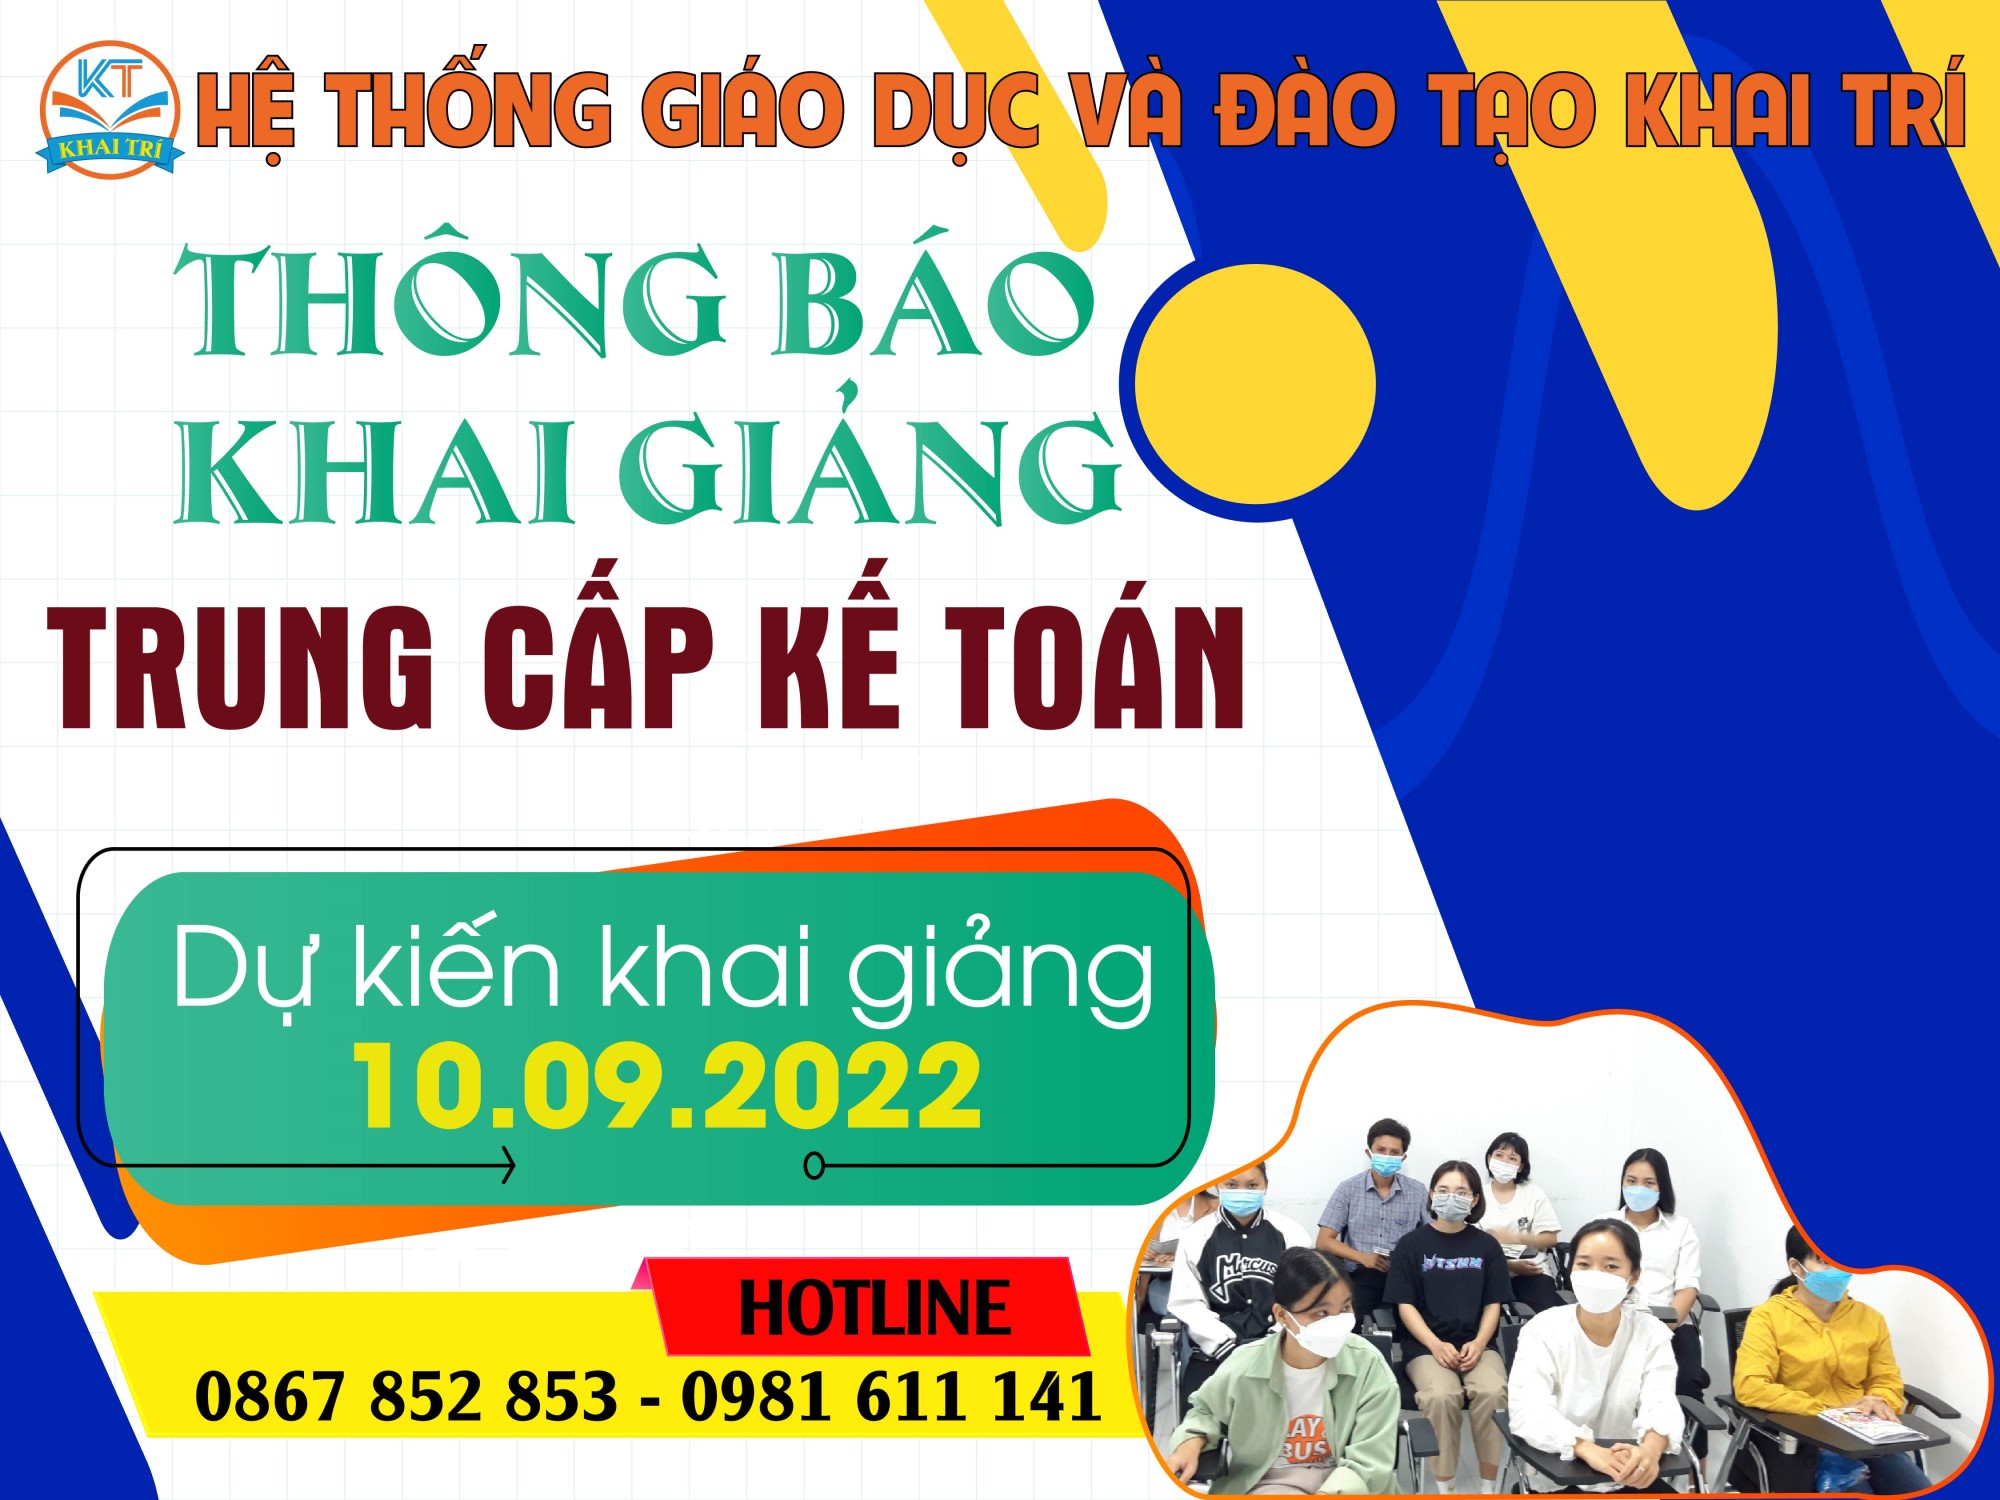 KT
KHAI TRÍ
HỆ THỐNG GIÁO DỤC VÀ ĐÀO TẠO KHAI TRÍ
THÔNG BÁO
KHAI GIẢNG
TRUNG CẤP KẾ TOÁN
Dự kiến khai giảng
10.09.2022
HOTLINE
0867 852 853 - 0981 611 141
Marcus